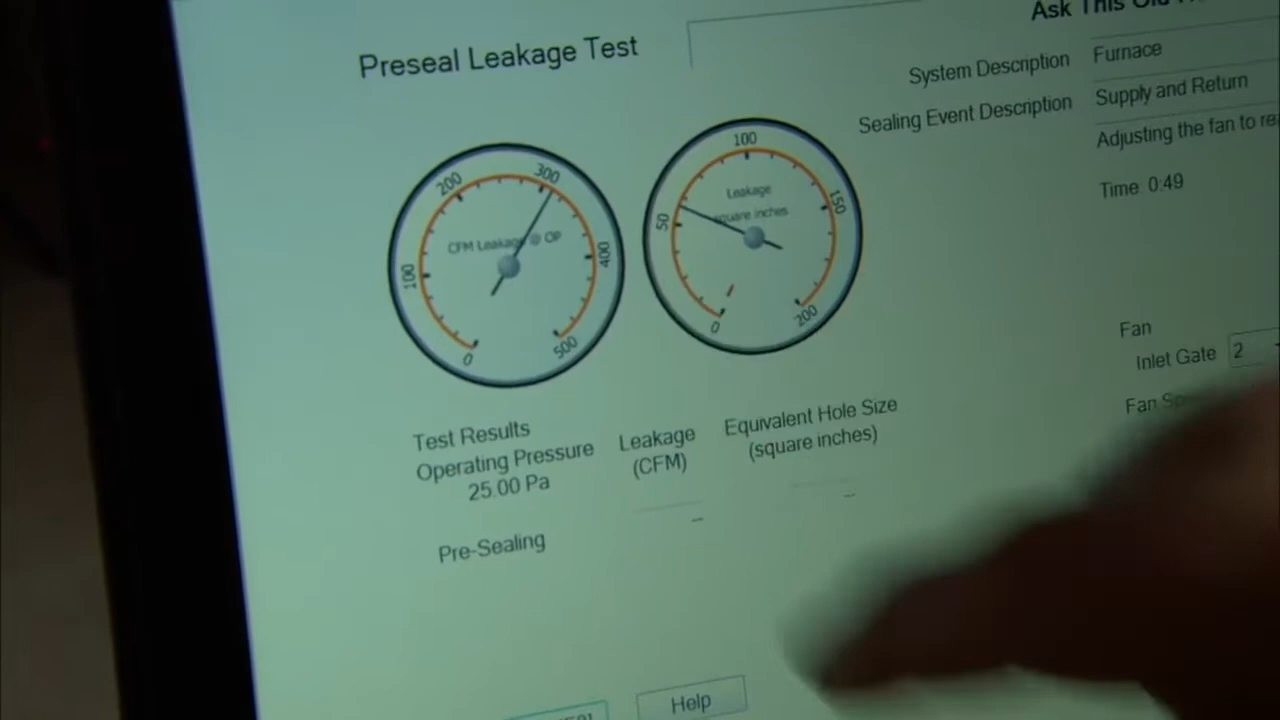 Ask This Old
Preseal Leakage Test
System Description Furnace
Sealing Event Description Supply and Return
Adjusting the fan to
Time 0:49
0 100 200 300 400 500
CFM Leakage @ OP
0 50 100 150 200
Leakage
square inches
Fan
Inlet Gate 2
Fan
Test Results
Operating Pressure
25.00 Pa
Leakage
(CFM)
Equivalent Hole Size
(square inches)
Pre-Sealing -- --
Help